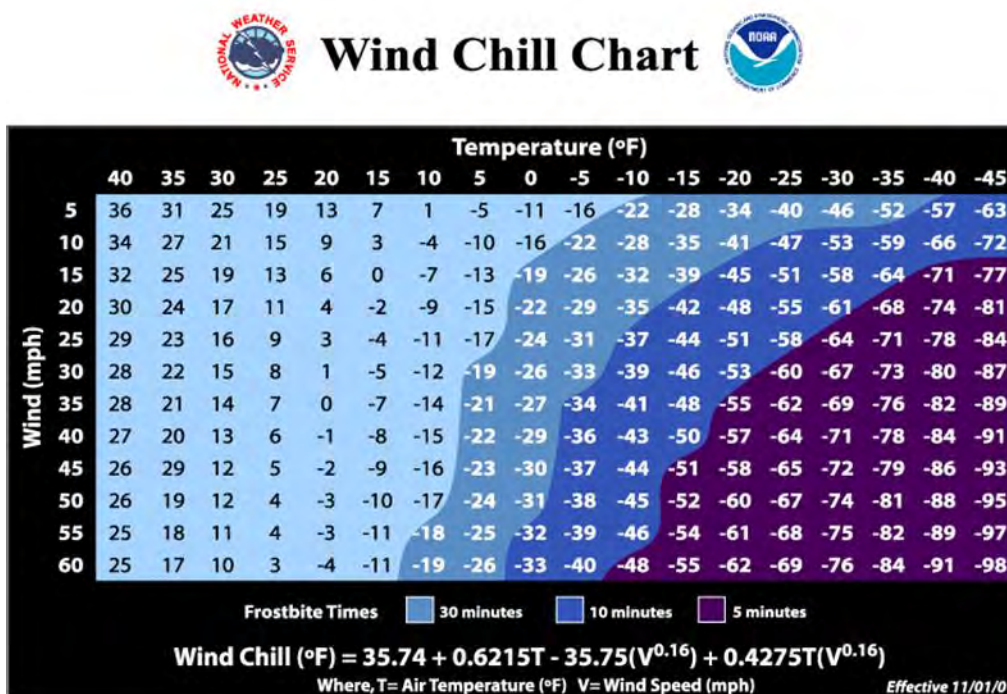 NATIONAL WEATHER SERVICE
Wind Chill Chart
NOAA
Temperature (ºF)
40 35 30 25 20 15 10 5 0 -5 -10 -15 -20 -25 -30 -35 -40 -45
Wind (mph)
5 36 31 25 19 13 7 1 -5 -11 -16 -22 -28 -34 -40 -46 -52 -57 -63
10 34 27 21 15 9 3 -4 -10 -16 -22 -28 -35 -41 -47 -53 -59 -66 -72
15 32 25 19 13 6 0 -7 -13 -19 -26 -32 -39 -45 -51 -58 -64 -71 -77
20 30 24 17 11 4 -2 -9 -15 -22 -29 -35 -42 -48 -55 -61 -68 -74 -81
25 29 23 16 9 3 -4 -11 -17 -24 -31 -37 -44 -51 -58 -64 -71 -78 -84
30 28 22 15 8 1 -5 -12 -19 -26 -33 -39 -46 -53 -60 -67 -73 -80 -87
35 28 21 14 7 0 -7 -14 -21 -27 -34 -41 -48 -55 -62 -69 -76 -82 -89
40 27 20 13 6 -1 -8 -15 -22 -29 -36 -43 -50 -57 -64 -71 -78 -84 -91
45 26 29 12 5 -2 -9 -16 -23 -30 -37 -44 -51 -58 -65 -72 -79 -86 -93
50 26 19 12 4 -3 -10 -17 -24 -31 -38 -45 -52 -60 -67 -74 -81 -88 -95
55 25 18 11 4 -3 -11 -18 -25 -32 -39 -46 -54 -61 -68 -75 -82 -89 -97
60 25 17 10 3 -4 -11 -19 -26 -33 -40 -48 -55 -62 -69 -76 -84 -91 -98
Frostbite Times 30 minutes 10 minutes 5 minutes
Wind Chill (ºF) = 35.74 + 0.6215T - 35.75(V^0.16) + 0.4275T(V^0.16)
Where, T= Air Temperature (ºF) V= Wind Speed (mph) Effective 11/01/0